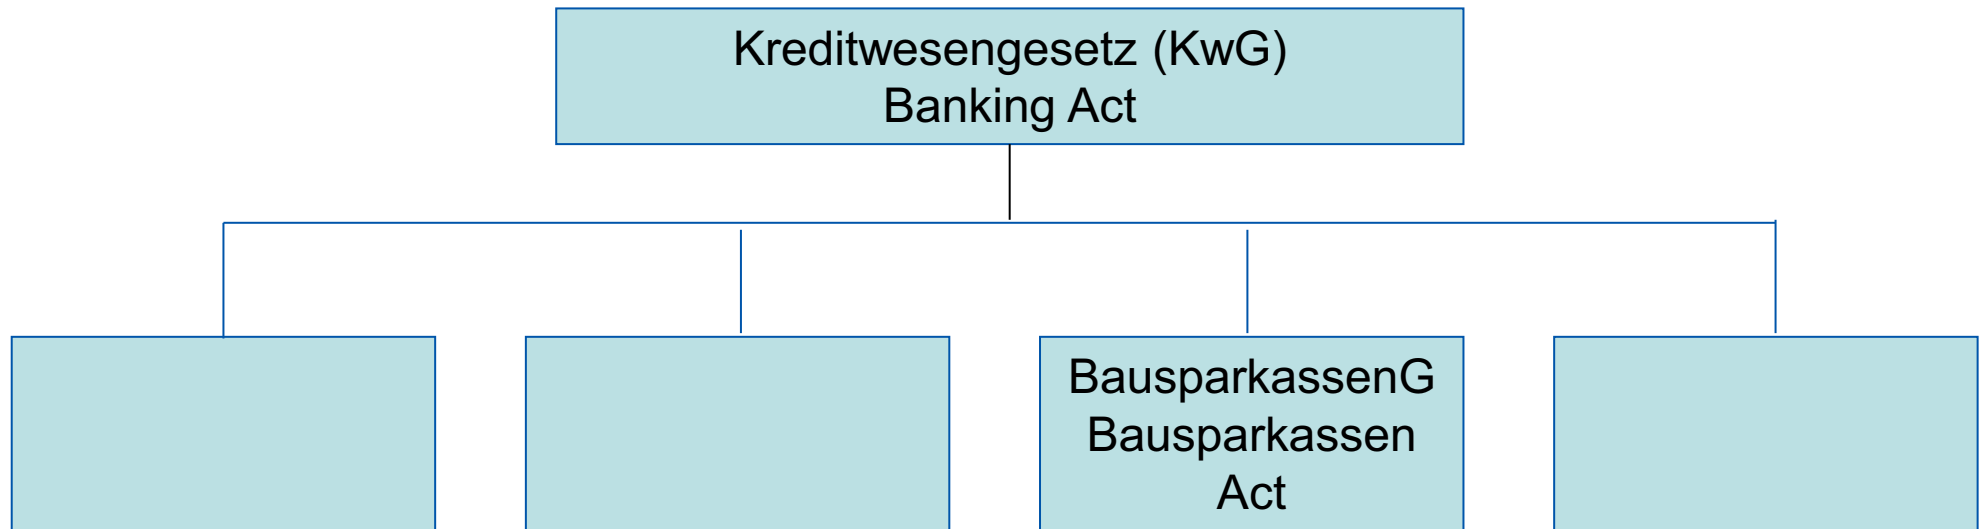 Kreditwesengesetz (KwG)
Banking Act
BausparkassenG
Bausparkassen
Act